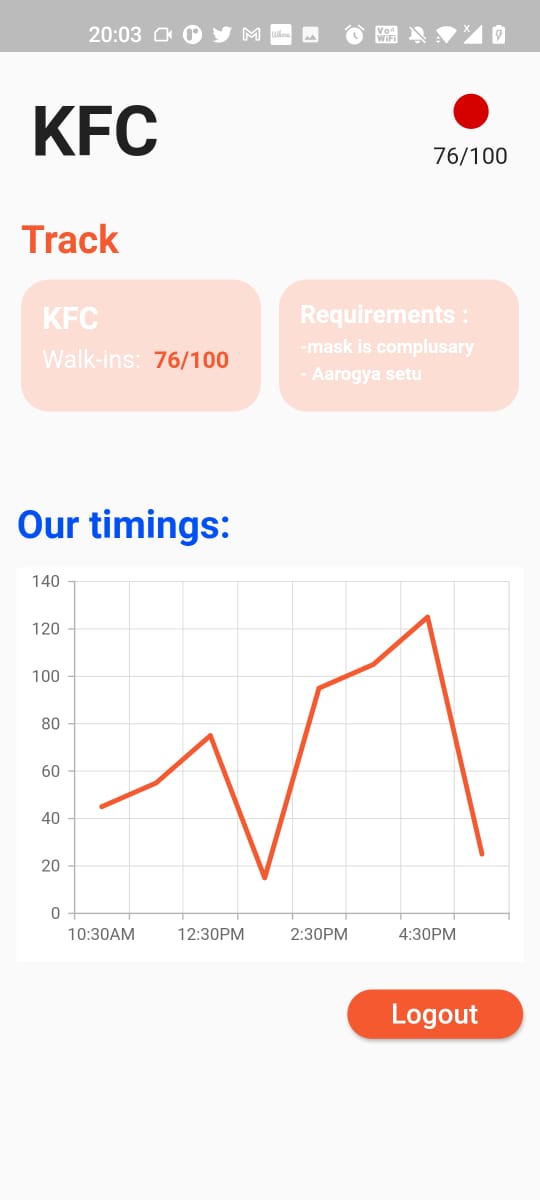 20:03
KFC
76/100
Track
KFC
Walk-ins: 76/100
Requirements :
-mask is complusary
- Aarogya setu
Our timings:
140
120
100
80
60
40
20
0
10:30AM 12:30PM 2:30PM 4:30PM
Logout